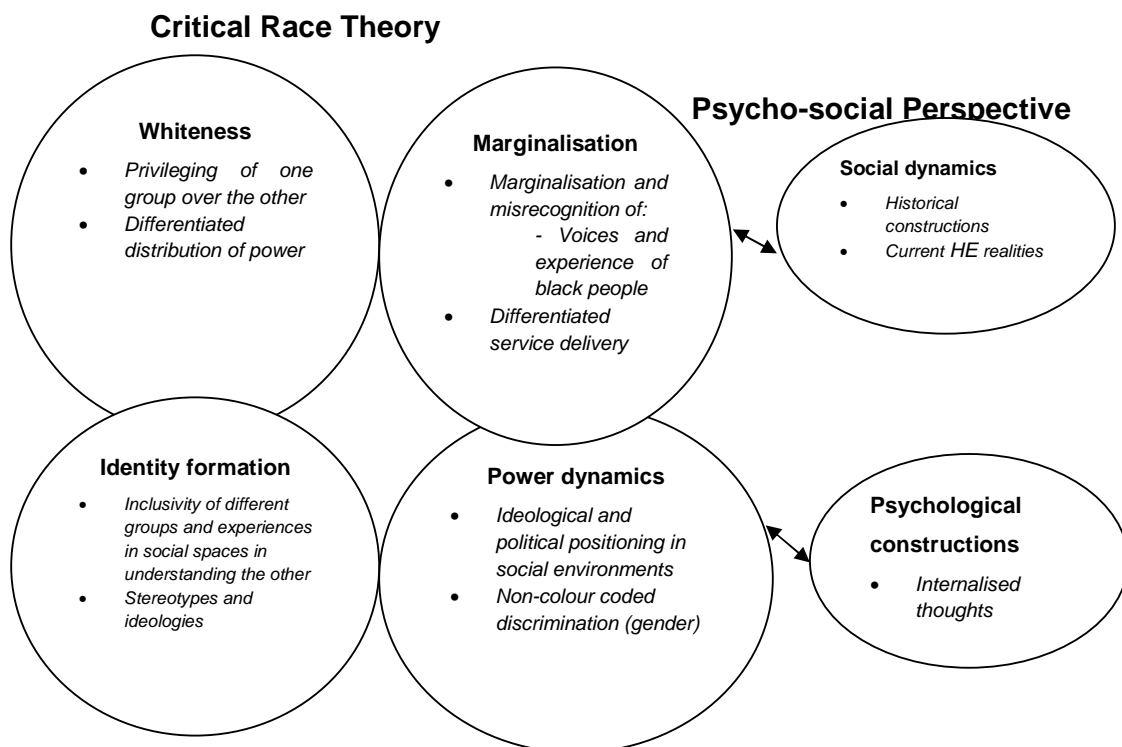 Critical Race Theory
Whiteness
• Privileging of one
group over the other
• Differentiated
distribution of power
Marginalisation
• Marginalisation and
misrecognition of:
- Voices and
experience of
black people
• Differentiated
service delivery
Psycho-social Perspective
Social dynamics
• Historical
constructions
• Current HE realities
Identity formation
• Inclusivity of different
groups and experiences
in social spaces in
understanding the other
• Stereotypes and
ideologies
Power dynamics
• Ideological and
political positioning in
social environments
• Non-colour coded
discrimination (gender)
Psychological
constructions
• Internalised
thoughts